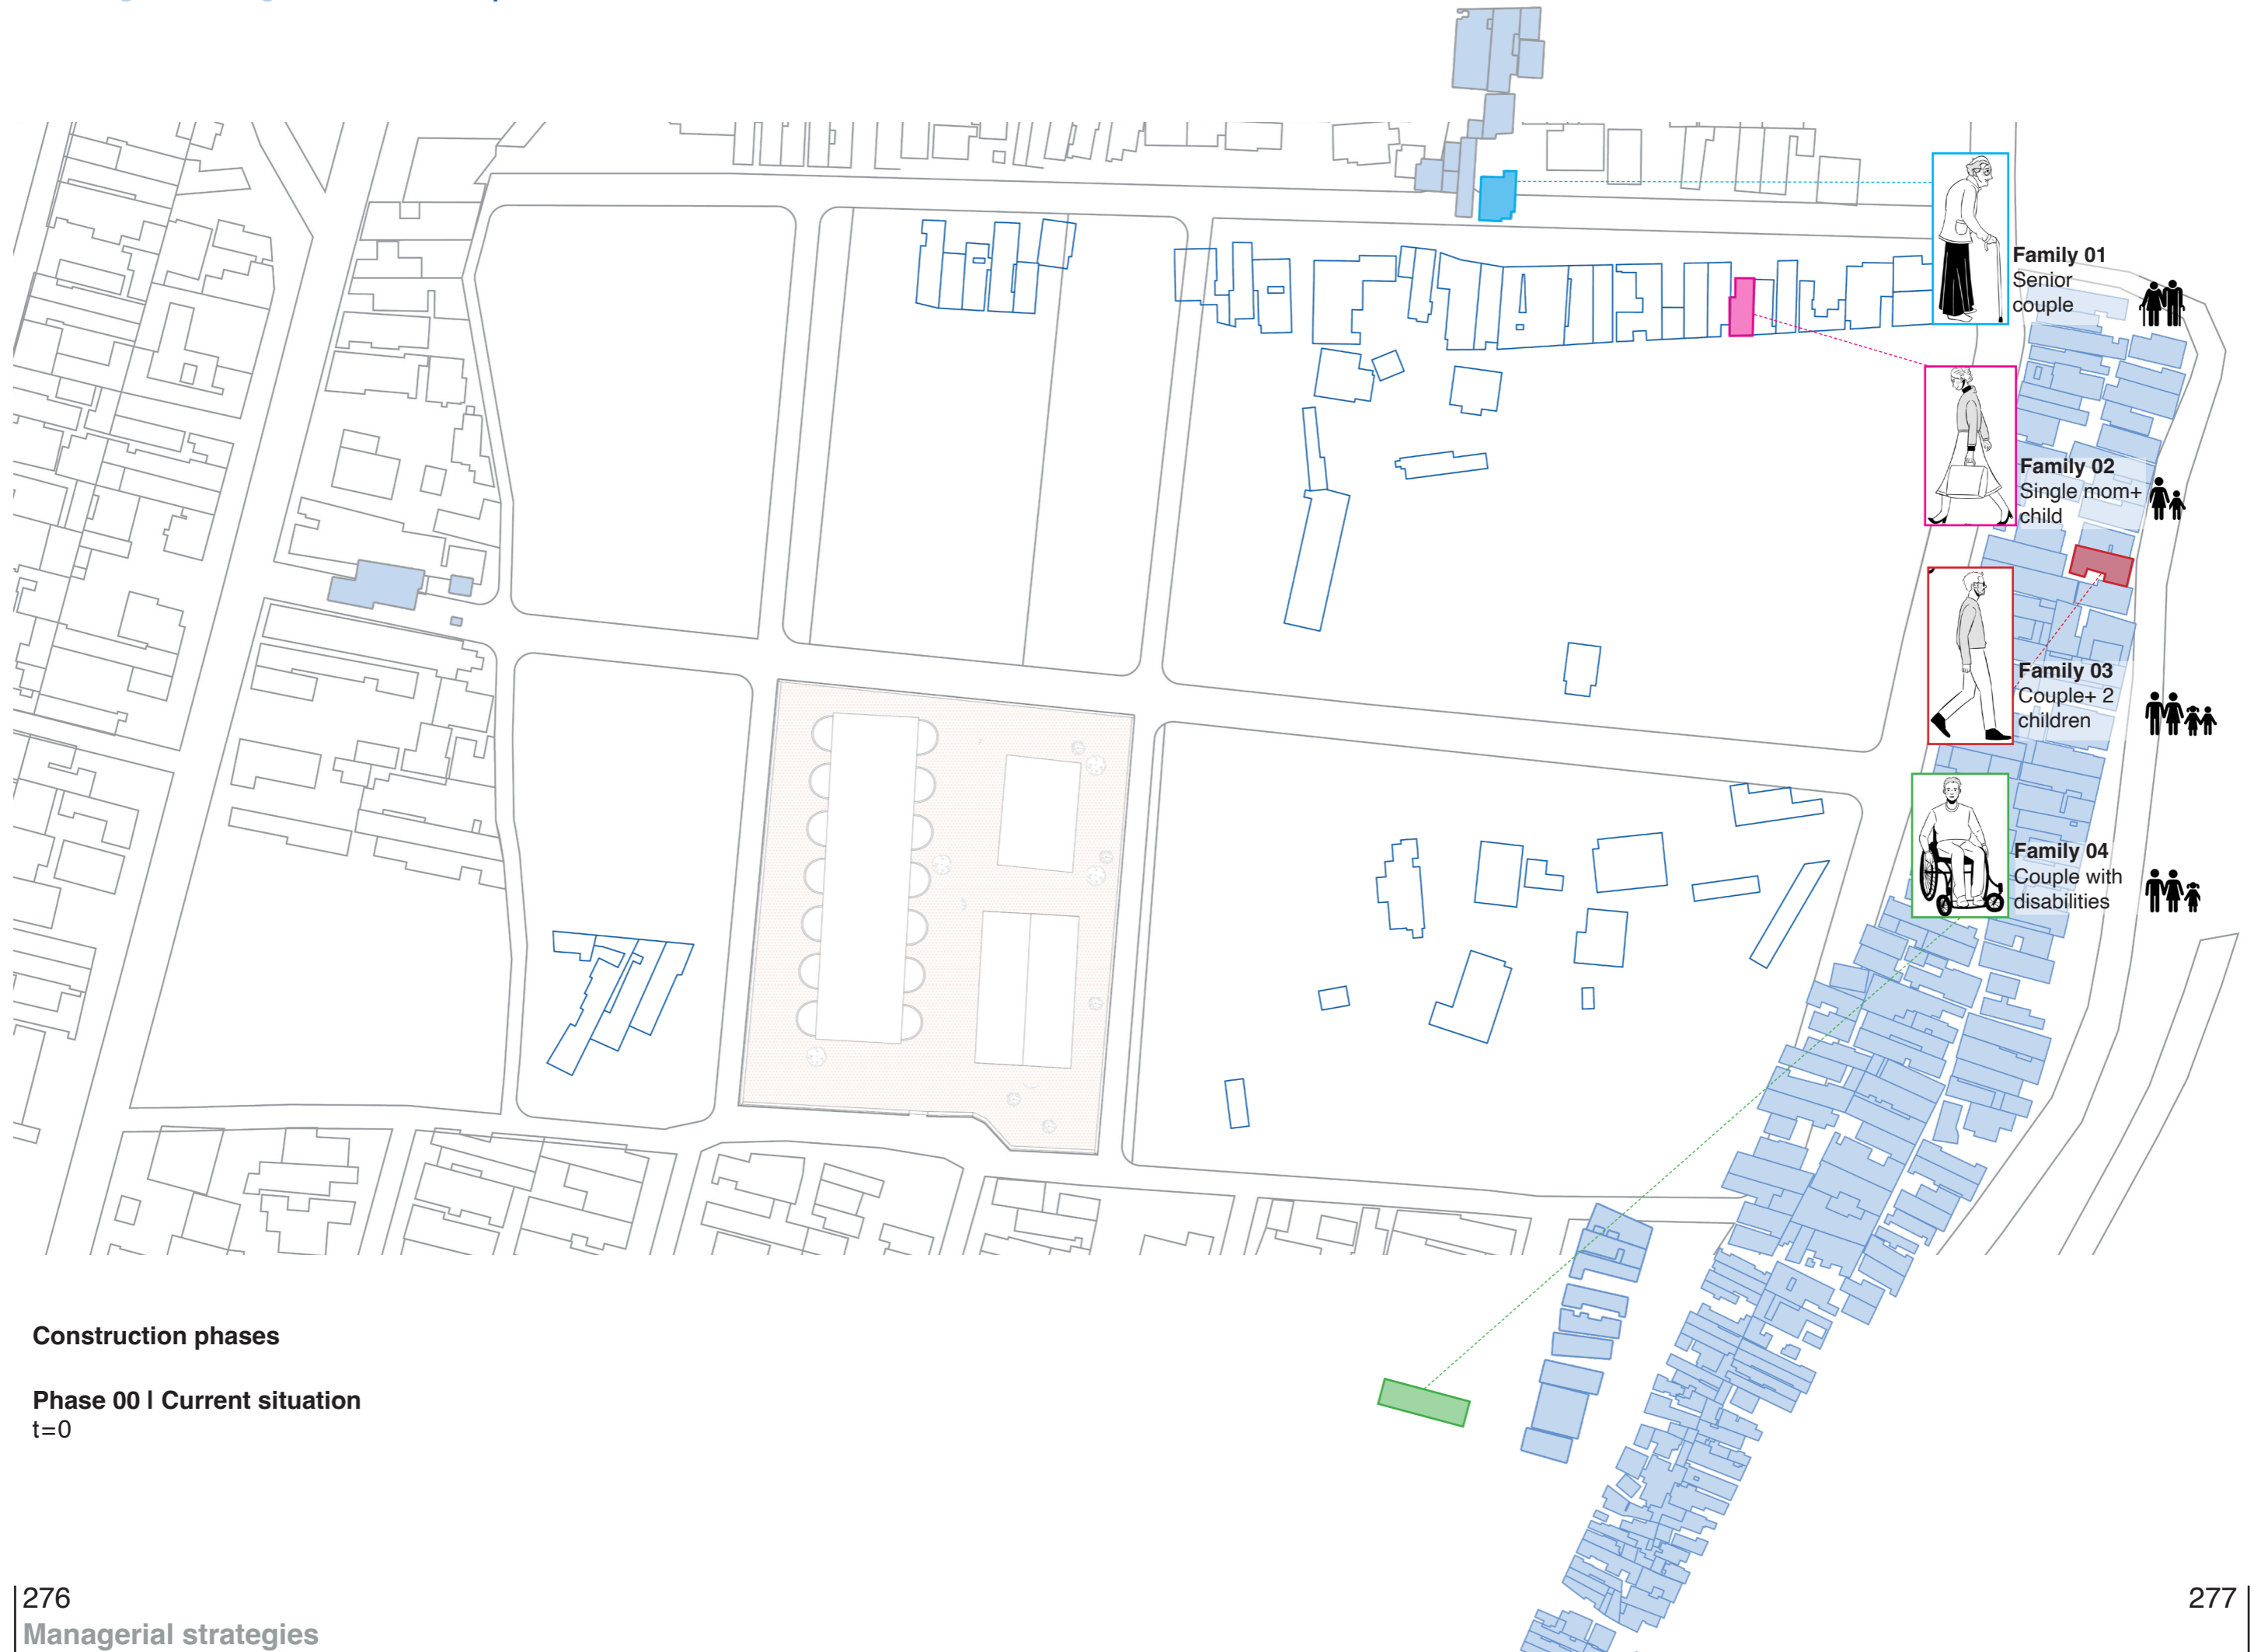 Family 01
Senior
couple
Family 02
Single mom+
child
Family 03
Couple+ 2
children
Family 04
Couple with
disabilities
Construction phases
Phase 00 | Current situation
t=0
276
Managerial strategies
277